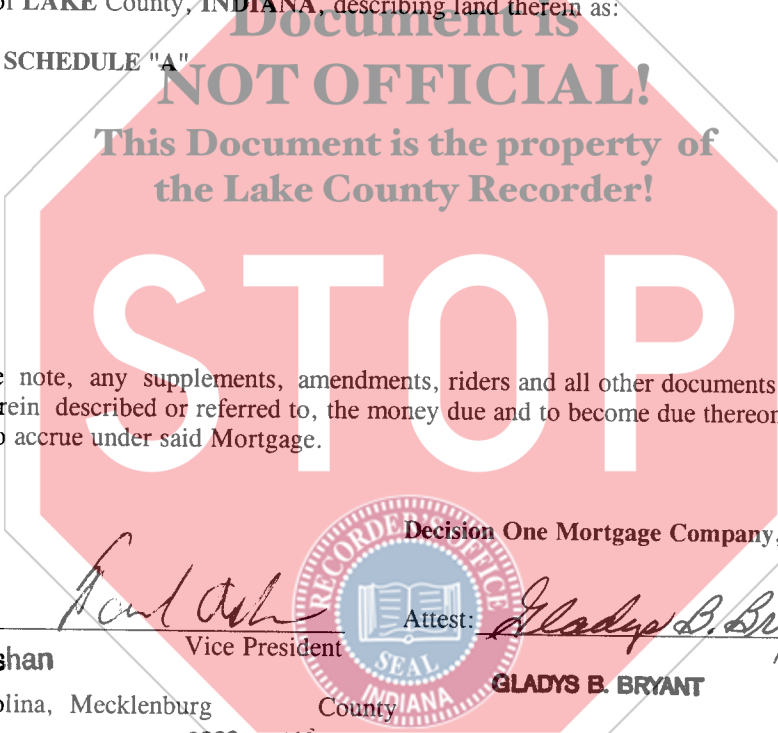 of LAKE County, INDIANA, describing land therein as:
Document is
SCHEDULE "A"
NOT OFFICIAL!
This Document is the property of
the Lake County Recorder!
STOP
note, any supplements, amendments, riders and all other documents
rein described or referred to, the money due and to become due thereon
accrue under said Mortgage.
Decision One Mortgage Company,
RECORDER'S OFFICE
SEAL
INDIANA
Attest: Gladys B. Br
Vice President
shan
GLADYS B. BRYANT
olina, Mecklenburg County